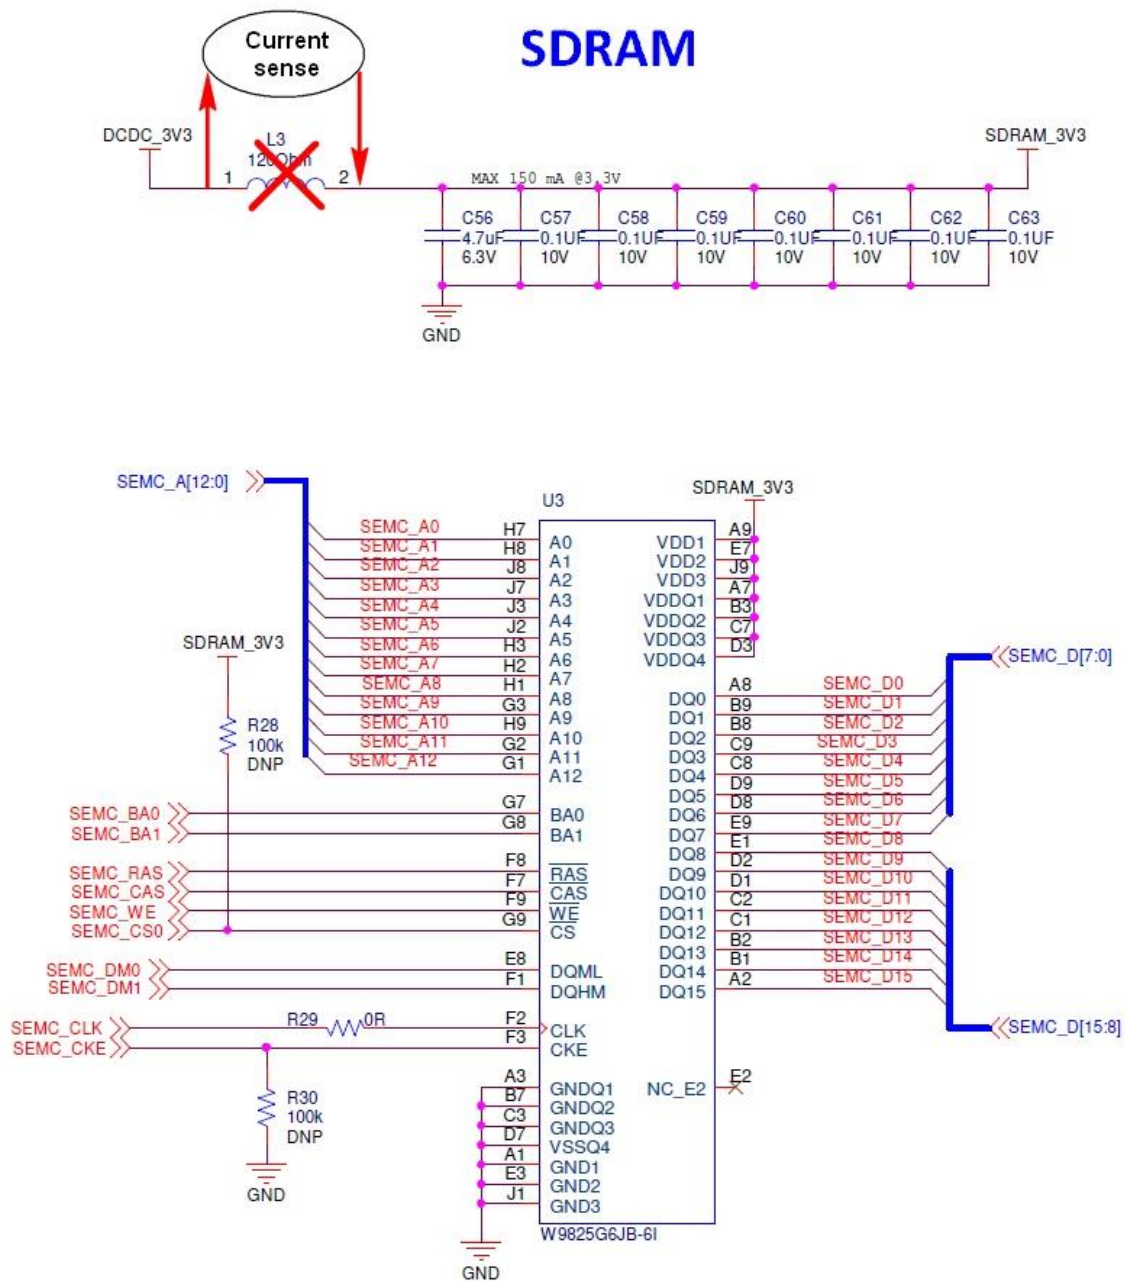 SDRAM
Current
sense
DCDC_3V3
L3
120Ohm
1
2
MAX 150 mA @3.3V
SDRAM_3V3
C56
4.7uF
6.3V
C57
0.1UF
10V
C58
0.1UF
10V
C59
0.1UF
10V
C60
0.1UF
10V
C61
0.1UF
10V
C62
0.1UF
10V
C63
0.1UF
10V
GND
SEMC_A[12:0]
U3
SDRAM_3V3
SEMC_A0 H7 A0
SEMC_A1 H8 A1
SEMC_A2 J8 A2
SEMC_A3 J7 A3
SEMC_A4 J3 A4
SEMC_A5 J2 A5
SEMC_A6 H3 A6
SEMC_A7 H2 A7
SEMC_A8 H1 A8
SEMC_A9 G3 A9
SEMC_A10 H9 A10
SEMC_A11 G2 A11
SEMC_A12 G1 A12
SDRAM_3V3
R28
100k
DNP
SEMC_BA0 G7 BA0
SEMC_BA1 G8 BA1
SEMC_RAS F8 RAS
SEMC_CAS F7 CAS
SEMC_WE F9 WE
SEMC_CS0 G9 CS
SEMC_DM0 E8 DQML
SEMC_DM1 F1 DQHM
SEMC_CLK R29 0R F2 CLK
SEMC_CKE F3 CKE
R30
100k
DNP
GND
A3 GNDQ1
B7 GNDQ2
C3 GNDQ3
D7 VSSQ4
A1 GND1
E3 GND2
J1 GND3
GND
VDD1 A9
VDD2 E7
VDD3 J9
VDDQ1 A7
VDDQ2 B3
VDDQ3 C7
VDDQ4 D3
SEMC_D[7:0]
DQ0 A8 SEMC_D0
DQ1 B9 SEMC_D1
DQ2 B8 SEMC_D2
DQ3 C9 SEMC_D3
DQ4 C8 SEMC_D4
DQ5 D9 SEMC_D5
DQ6 D8 SEMC_D6
DQ7 E9 SEMC_D7
DQ8 E1 SEMC_D8
DQ9 D2 SEMC_D9
DQ10 D1 SEMC_D10
DQ11 C2 SEMC_D11
DQ12 C1 SEMC_D12
DQ13 B2 SEMC_D13
DQ14 B1 SEMC_D14
DQ15 A2 SEMC_D15
SEMC_D[15:8]
NC_E2 E2
W9825G6JB-6I